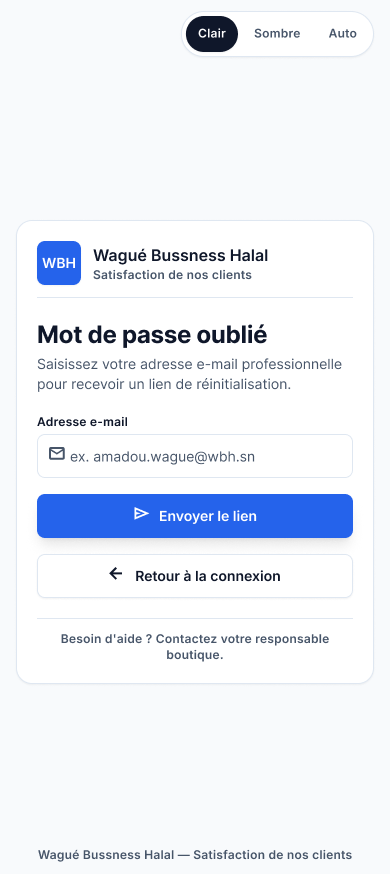 Clair Sombre Auto
WBH
Wagué Bussness Halal
Satisfaction de nos clients
Mot de passe oublié
Saisissez votre adresse e-mail professionnelle
pour recevoir un lien de réinitialisation.
Adresse e-mail
ex. amadou.wague@wbh.sn
Envoyer le lien
Retour à la connexion
Besoin d'aide ? Contactez votre responsable
boutique.
Wagué Bussness Halal — Satisfaction de nos clients